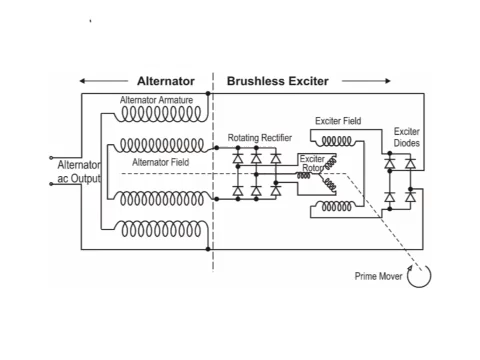 Alternator
Brushless Exciter
Alternator Armature
Exciter Field
Rotating Rectifier
Exciter
Diodes
Alternator
ac Output
Alternator Field
Exciter
Rotor
Prime Mover